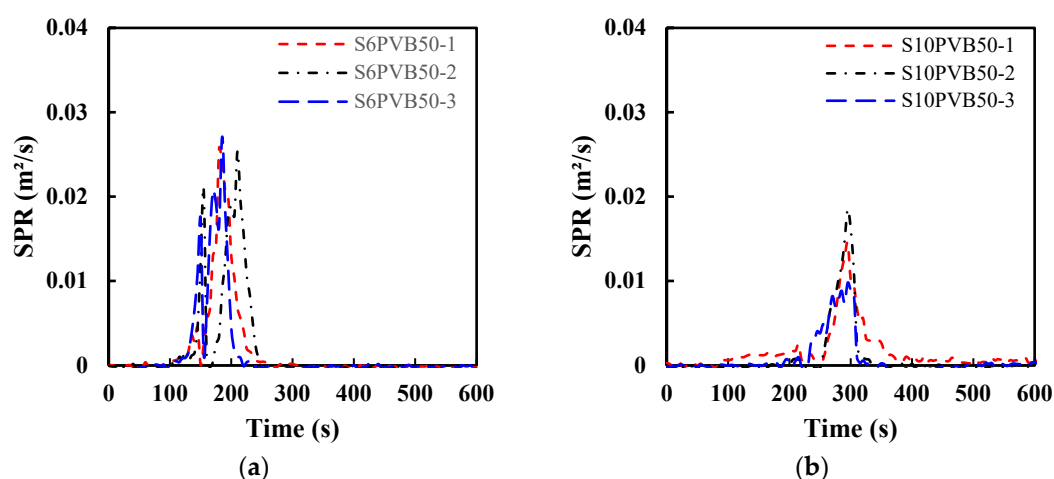 0.04
0.03
0.02
0.01
0
SPR (m²/s)
S6PVB50-1
S6PVB50-2
S6PVB50-3
0 100 200 300 400 500 600
Time (s)
(a)
0.04
0.03
0.02
0.01
0
SPR (m²/s)
S10PVB50-1
S10PVB50-2
S10PVB50-3
0 100 200 300 400 500 600
Time (s)
(b)